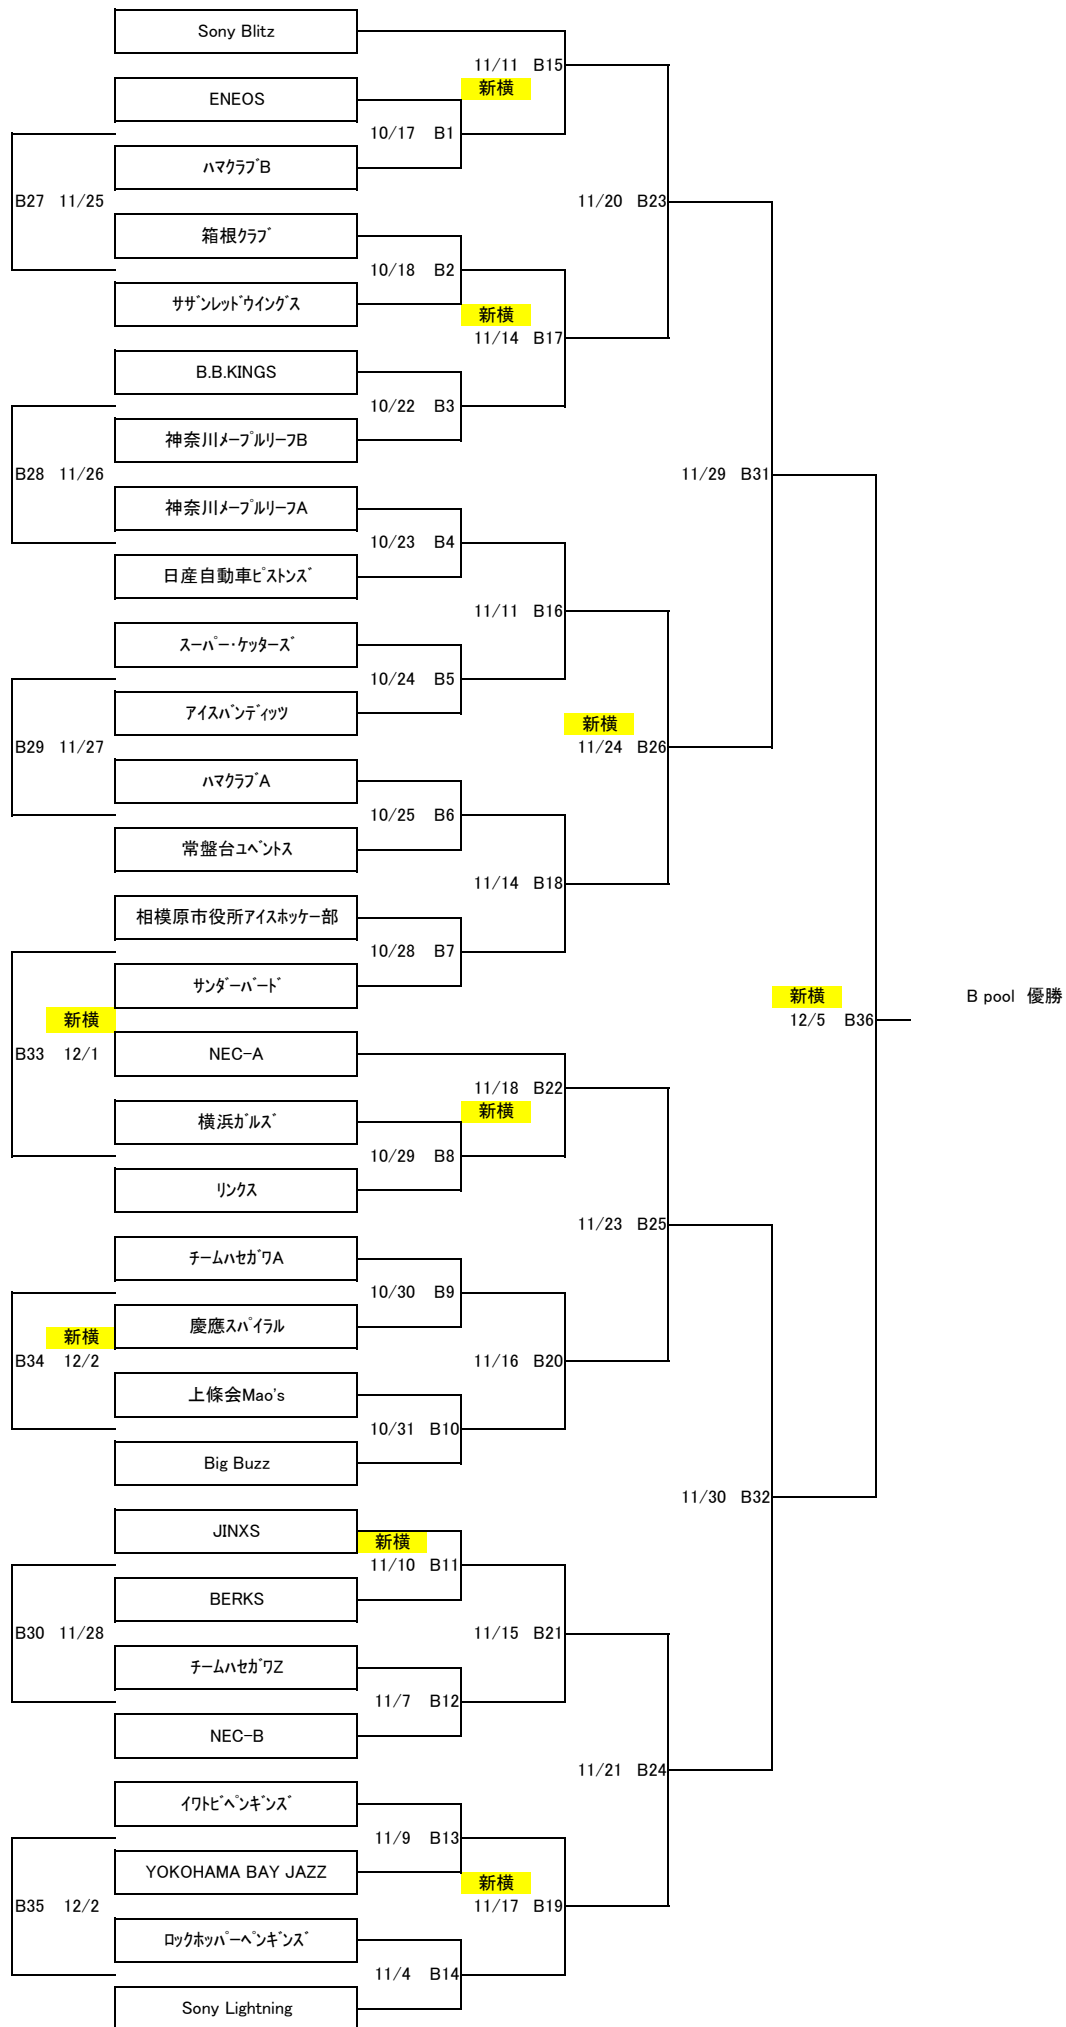 Sony Blitz
11/11 B15
新横
ENEOS
10/17 B1
ﾊﾏｸﾗﾌﾞB
B27 11/25
11/20 B23
箱根ｸﾗﾌﾞ
10/18 B2
ｻｻﾞﾝﾚｯﾄﾞｳｲﾝｸﾞｽ
新横
11/14 B17
B.B.KINGS
10/22 B3
神奈川ﾒｰﾌﾟﾙﾘｰﾌB
B28 11/26
11/29 B31
神奈川ﾒｰﾌﾟﾙﾘｰﾌA
10/23 B4
日産自動車ﾋﾟｽﾄﾝｽﾞ
11/11 B16
ｽｰﾊﾟｰ･ｹｯﾀｰｽﾞ
10/24 B5
ｱｲｽﾊﾞﾝﾃﾞｨｯﾂ
新横
B29 11/27
11/24 B26
ﾊﾏｸﾗﾌﾞA
10/25 B6
常盤台ﾕﾍﾞﾝﾄｽ
11/14 B18
相模原市役所ｱｲｽﾎｯｹｰ部
10/28 B7
ｻﾝﾀﾞｰﾊﾞｰﾄﾞ
新横
B pool 優勝
新横
12/5 B36
B33 12/1
NEC-A
11/18 B22
新横
横浜ｶﾞﾙｽﾞ
10/29 B8
ﾘﾝｸｽ
11/23 B25
ﾁｰﾑﾊｾｶﾞﾜA
10/30 B9
慶應ｽﾊﾟｲﾗﾙ
新横
B34 12/2
11/16 B20
上條会Mao's
10/31 B10
Big Buzz
11/30 B32
JINXS
新横
11/10 B11
BERKS
B30 11/28
11/15 B21
ﾁｰﾑﾊｾｶﾞﾜZ
11/7 B12
NEC-B
11/21 B24
ｲﾜﾄﾋﾞﾍﾟﾝｷﾞﾝｽﾞ
11/9 B13
YOKOHAMA BAY JAZZ
新横
B35 12/2
11/17 B19
ﾛｯｸﾎｯﾊﾟｰﾍﾟﾝｷﾞﾝｽﾞ
11/4 B14
Sony Lightning